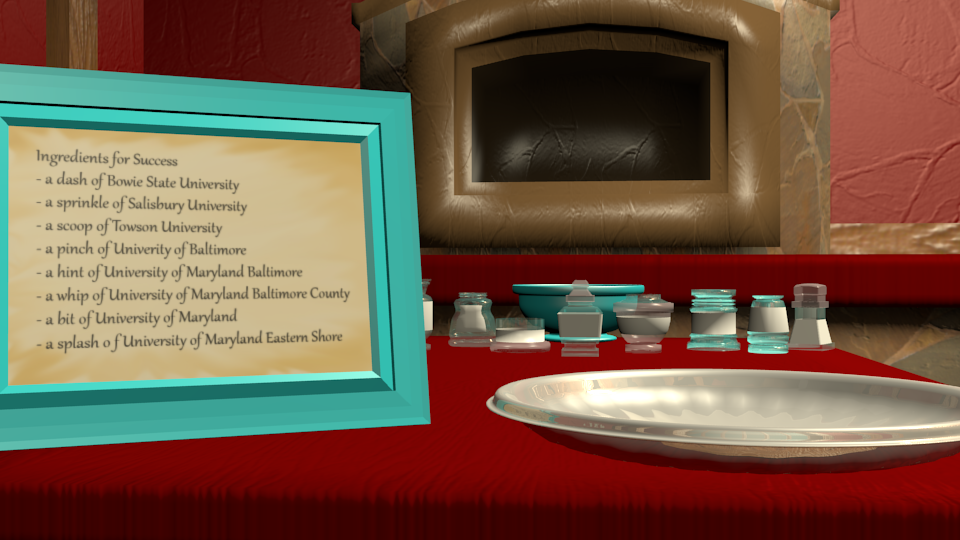 Ingredients for Success
- a dash of Bowie State University
- a sprinkle of Salisbury University
- a scoop of Towson University
- a pinch of Univerity of Baltimore
- a hint of University of Maryland Baltimore
- a whip of University of Maryland Baltimore County
- a bit of University of Maryland
- a splash o f University of Maryland Eastern Shore